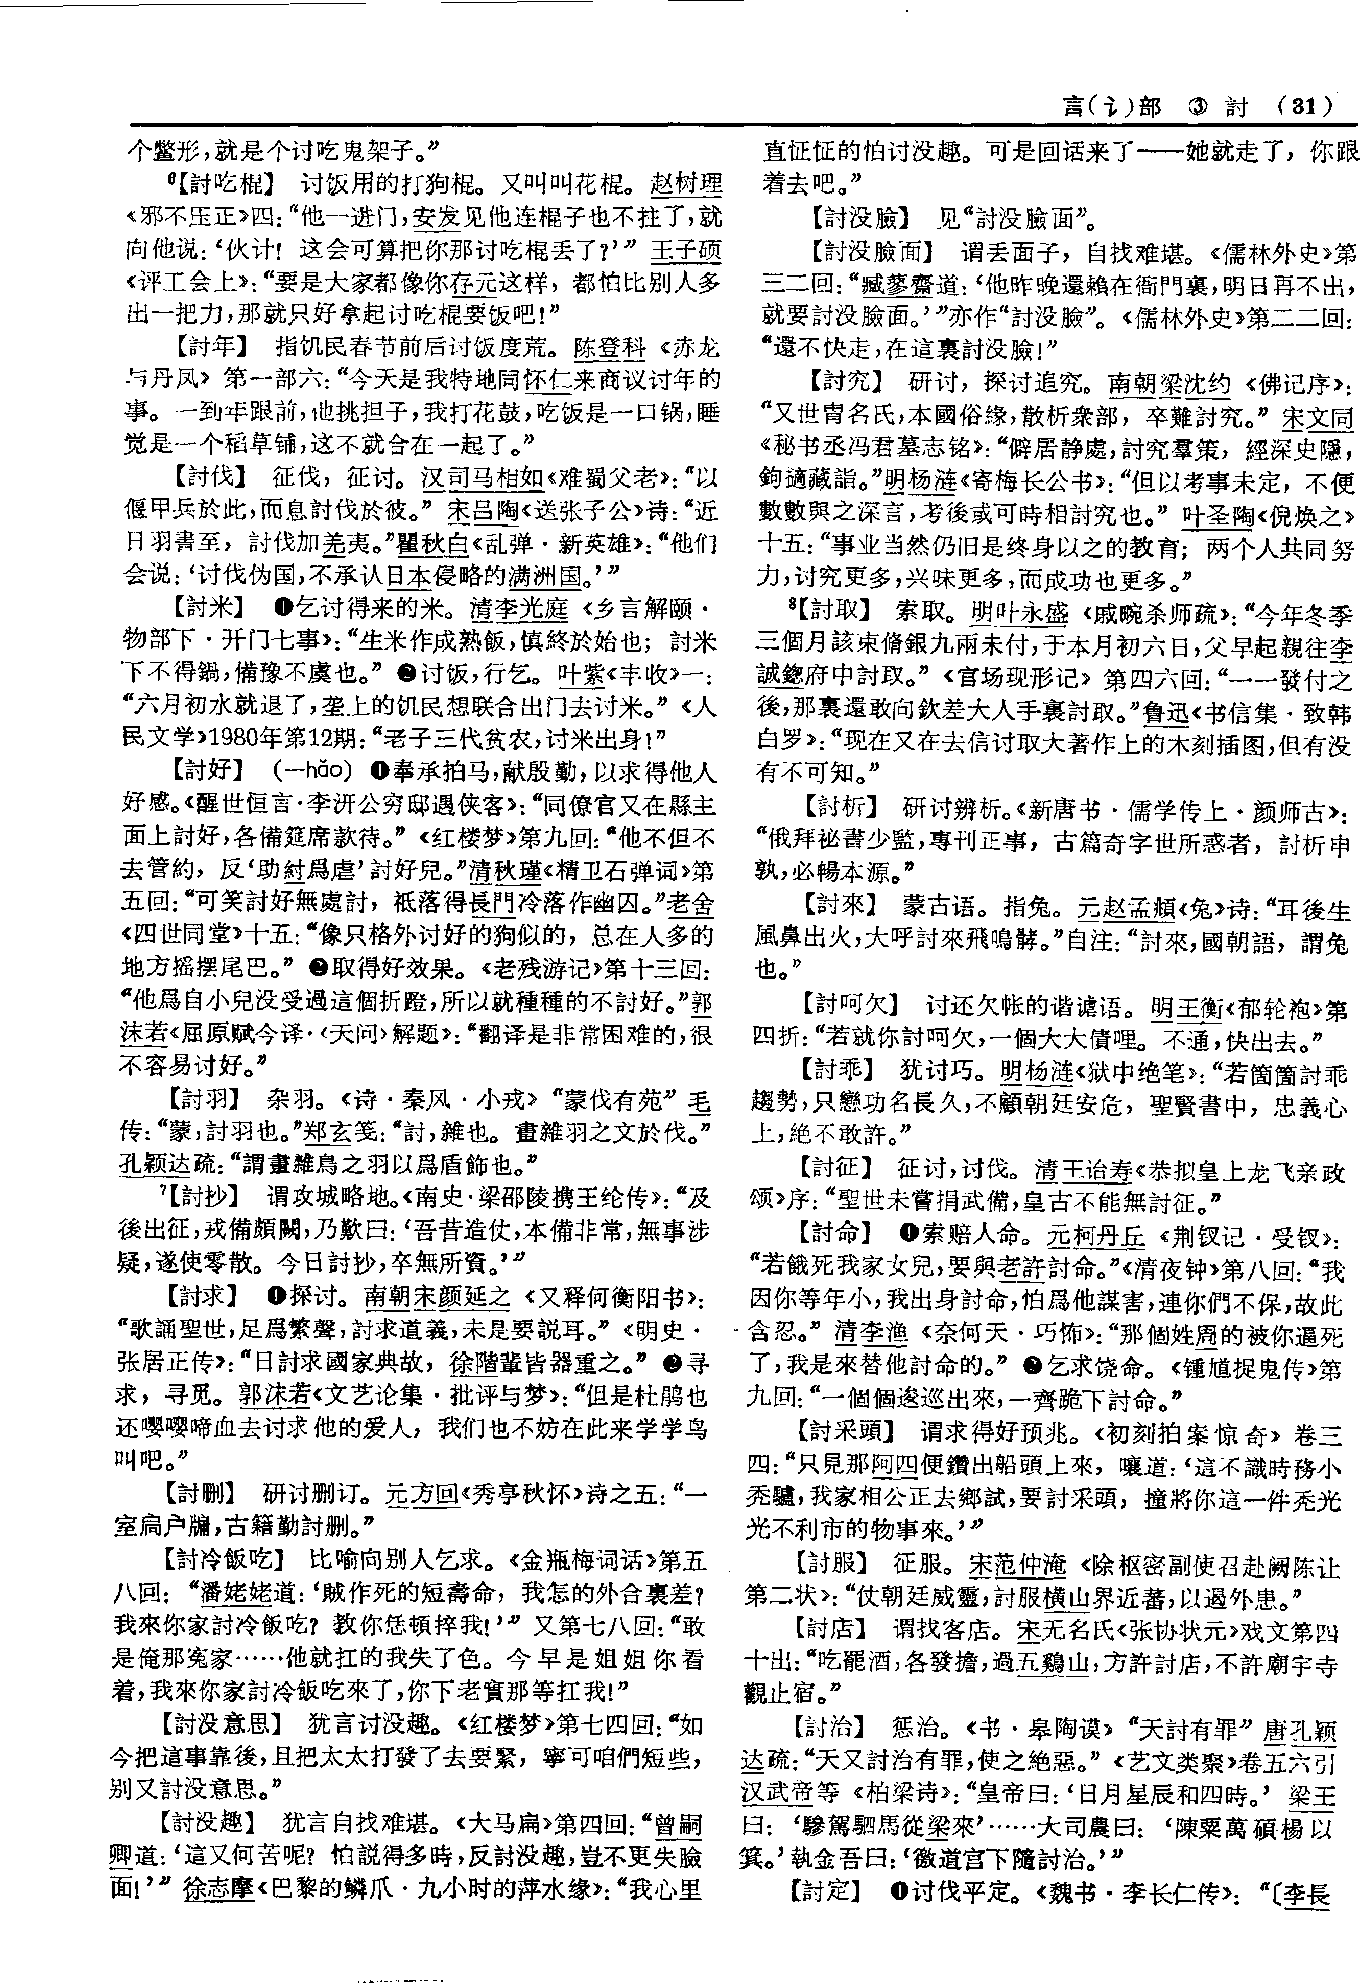 言(讠)部 ③ 討 （31）
个鳖形，就是个讨吃鬼架子。”
⁶【討吃棍】 讨饭用的打狗棍。又叫叫花棍。赵树理
《邪不压正》四：“他一进门，安发见他连棍子也不拄了，就
向他说：‘伙计！这会可算把你那讨吃棍丢了？’” 王子硕
《评工会上》：“要是大家都像你存元这样，都怕比别人多
出一把力，那就只好拿起讨吃棍要饭吧！”
【討年】 指饥民春节前后讨饭度荒。陈登科《赤龙
与丹凤》第一部六：“今天是我特地同怀仁来商议讨年的
事。一到年跟前，他挑担子，我打花鼓，吃饭是一口锅，睡
觉是一个稻草铺，这不就合在一起了。”
【討伐】 征伐，征讨。汉司马相如《难蜀父老》：“以
偃甲兵於此，而息討伐於彼。” 宋吕陶《送张子公》诗：“近
日羽書至，討伐加羌夷。”瞿秋白《乱弹·新英雄》：“他们
会说：‘讨伐伪国，不承认日本侵略的满洲国。’”
【討米】 ❶乞讨得来的米。清李光庭《乡言解颐·
物部下·开门七事》：“生米作成熟飯，慎終於始也；討米
下不得鍋，備豫不虞也。” ❷讨饭，行乞。叶紫《丰收》一：
“六月初水就退了，垄上的饥民想联合出门去讨米。”《人
民文学》1980年第12期：“老子三代贫农，讨米出身！”
【討好】 （—hǎo）❶奉承拍马，献殷勤，以求得他人
好感。《醒世恒言·李汧公穷邸遇侠客》：“同僚官又在縣主
面上討好，各備筵席款待。”《红楼梦》第九回：“他不但不
去管約，反‘助紂爲虐’討好兒。”清秋瑾《精卫石弹词》第
五回：“可笑討好無處討，祗落得長門冷落作幽囚。”老舍
《四世同堂》十五：“像只格外讨好的狗似的，总在人多的
地方摇摆尾巴。” ❷取得好效果。《老残游记》第十三回：
“他爲自小兒没受過這個折蹬，所以就種種的不討好。”郭
沫若《屈原赋今译·〈天问〉解题》：“翻译是非常困难的，很
不容易讨好。”
【討羽】 杂羽。《诗·秦风·小戎》“蒙伐有苑”毛
传：“蒙，討羽也。”郑玄笺：“討，雜也。畫雜羽之文於伐。”
孔颖达疏：“謂畫雜鳥之羽以爲盾飾也。”
⁷【討抄】 谓攻城略地。《南史·梁邵陵携王纶传》：“及
後出征，戎備頗闕，乃歎曰：‘吾昔造仗，本備非常，無事涉
疑，遂使零散。今日討抄，卒無所資。’”
【討求】 ❶探讨。南朝宋颜延之《又释何衡阳书》：
“歌誦聖世，足爲繁聲，討求道義，未是要説耳。”《明史·
张居正传》：“日討求國家典故，徐階輩皆器重之。” ❷寻
求，寻觅。郭沫若《文艺论集·批评与梦》：“但是杜鹃也
还嘤嘤啼血去讨求他的爱人，我们也不妨在此来学学鸟
叫吧。”
【討删】 研讨删订。元方回《秀亭秋怀》诗之五：“一
室扃户牖，古籍勤討删。”
【討冷飯吃】 比喻向别人乞求。《金瓶梅词话》第五
八回：“潘姥姥道：‘賊作死的短壽命，我怎的外合裏差？
我來你家討冷飯吃？教你恁頓摔我！’” 又第七八回：“敢
是俺那冤家……他就扛的我失了色。今早是姐姐你看
着，我來你家討冷飯吃來了，你下老實那等扛我！”
【討没意思】 犹言讨没趣。《红楼梦》第七四回：“如
今把這事靠後，且把太太打發了去要緊，寧可咱們短些，
别又討没意思。”
【討没趣】 犹言自找难堪。《大马扁》第四回：“曾嗣
卿道：‘這又何苦呢？怕説得多時，反討没趣，豈不更失臉
面！’” 徐志摩《巴黎的鳞爪·九小时的萍水缘》：“我心里
直怔怔的怕讨没趣。可是回话来了——她就走了，你跟
着去吧。”
【討没臉】 见“討没臉面”。
【討没臉面】 谓丢面子，自找难堪。《儒林外史》第
三二回：“臧蓼齋道：‘他昨晚還賴在衙門裏，明日再不出，
就要討没臉面。’”亦作“討没臉”。《儒林外史》第二二回：
“還不快走，在這裏討没臉！”
【討究】 研讨，探讨追究。南朝梁沈约《佛记序》：
“又世胄名氏，本國俗緣，散析衆部，卒難討究。” 宋文同
《秘书丞冯君墓志铭》：“僻居静處，討究羣策，經深史隱，
鉤適藏詣。”明杨涟《寄梅长公书》：“但以考事未定，不便
數數與之深言，考後或可時相討究也。” 叶圣陶《倪焕之》
十五：“事业当然仍旧是终身以之的教育；两个人共同努
力，讨究更多，兴味更多，而成功也更多。”
⁸【討取】 索取。明叶永盛《戚畹杀师疏》：“今年冬季
三個月該束脩銀九兩未付，于本月初六日，父早起親往李
誠鍃府中討取。”《官场现形记》第四六回：“一一發付之
後，那裏還敢向欽差大人手裏討取。”鲁迅《书信集·致韩
白罗》：“现在又在去信讨取大著作上的木刻插图，但有没
有不可知。”
【討析】 研讨辨析。《新唐书·儒学传上·颜师古》：
“俄拜祕書少監，專刊正事，古篇奇字世所惑者，討析申
孰，必暢本源。”
【討來】 蒙古语。指兔。元赵孟頫《兔》诗：“耳後生
風鼻出火，大呼討來飛鳴髇。”自注：“討來，國朝語，謂兔
也。”
【討呵欠】 讨还欠帐的谐谑语。明王衡《郁轮袍》第
四折：“若就你討呵欠，一個大大債哩。不通，快出去。”
【討乖】 犹讨巧。明杨涟《狱中绝笔》：“若箇箇討乖
趨勢，只戀功名長久，不顧朝廷安危，聖賢書中，忠義心
上，絶不敢許。”
【討征】 征讨，讨伐。清王诒寿《恭拟皇上龙飞亲政
颂》序：“聖世未嘗捐武備，皇古不能無討征。”
【討命】 ❶索赔人命。元柯丹丘《荆钗记·受钗》：
“若餓死我家女兒，要與老許討命。”《清夜钟》第八回：“我
因你等年小，我出身討命，怕爲他謀害，連你們不保，故此
含忍。” 清李渔《奈何天·巧怖》：“那個姓周的被你逼死
了，我是來替他討命的。” ❷乞求饶命。《锺馗捉鬼传》第
九回：“一個個逡巡出來，一齊跪下討命。”
【討采頭】 谓求得好预兆。《初刻拍案惊奇》卷三
四：“只見那阿四便鑽出船頭上來，嚷道：‘這不識時務小
秃驢，我家相公正去鄉試，要討采頭，撞將你這一件秃光
光不利市的物事來。’”
【討服】 征服。宋范仲淹《除枢密副使召赴阙陈让
第二状》：“仗朝廷威靈，討服横山界近蕃，以遏外患。”
【討店】 谓找客店。宋无名氏《张协状元》戏文第四
十出：“吃罷酒，各發擔，過五鷄山，方許討店，不許廟宇寺
觀止宿。”
【討治】 惩治。《书·皋陶谟》“天討有罪”唐孔颖
达疏：“天又討治有罪，使之絶惡。”《艺文类聚》卷五六引
汉武帝等《柏梁诗》：“皇帝曰：‘日月星辰和四時。’ 梁王
曰：‘驂駕駟馬從梁來’……大司農曰：‘陳粟萬碩楊以
箕。’執金吾曰：‘徼道宫下隨討治。’”
【討定】 ❶讨伐平定。《魏书·李长仁传》：“〔李長